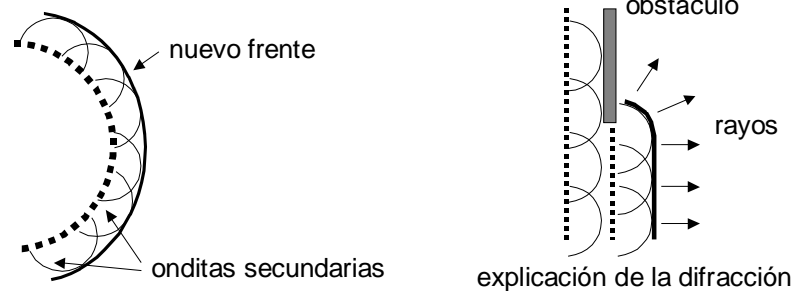 obstáculo
nuevo frente
rayos
onditas secundarias
explicación de la difracción